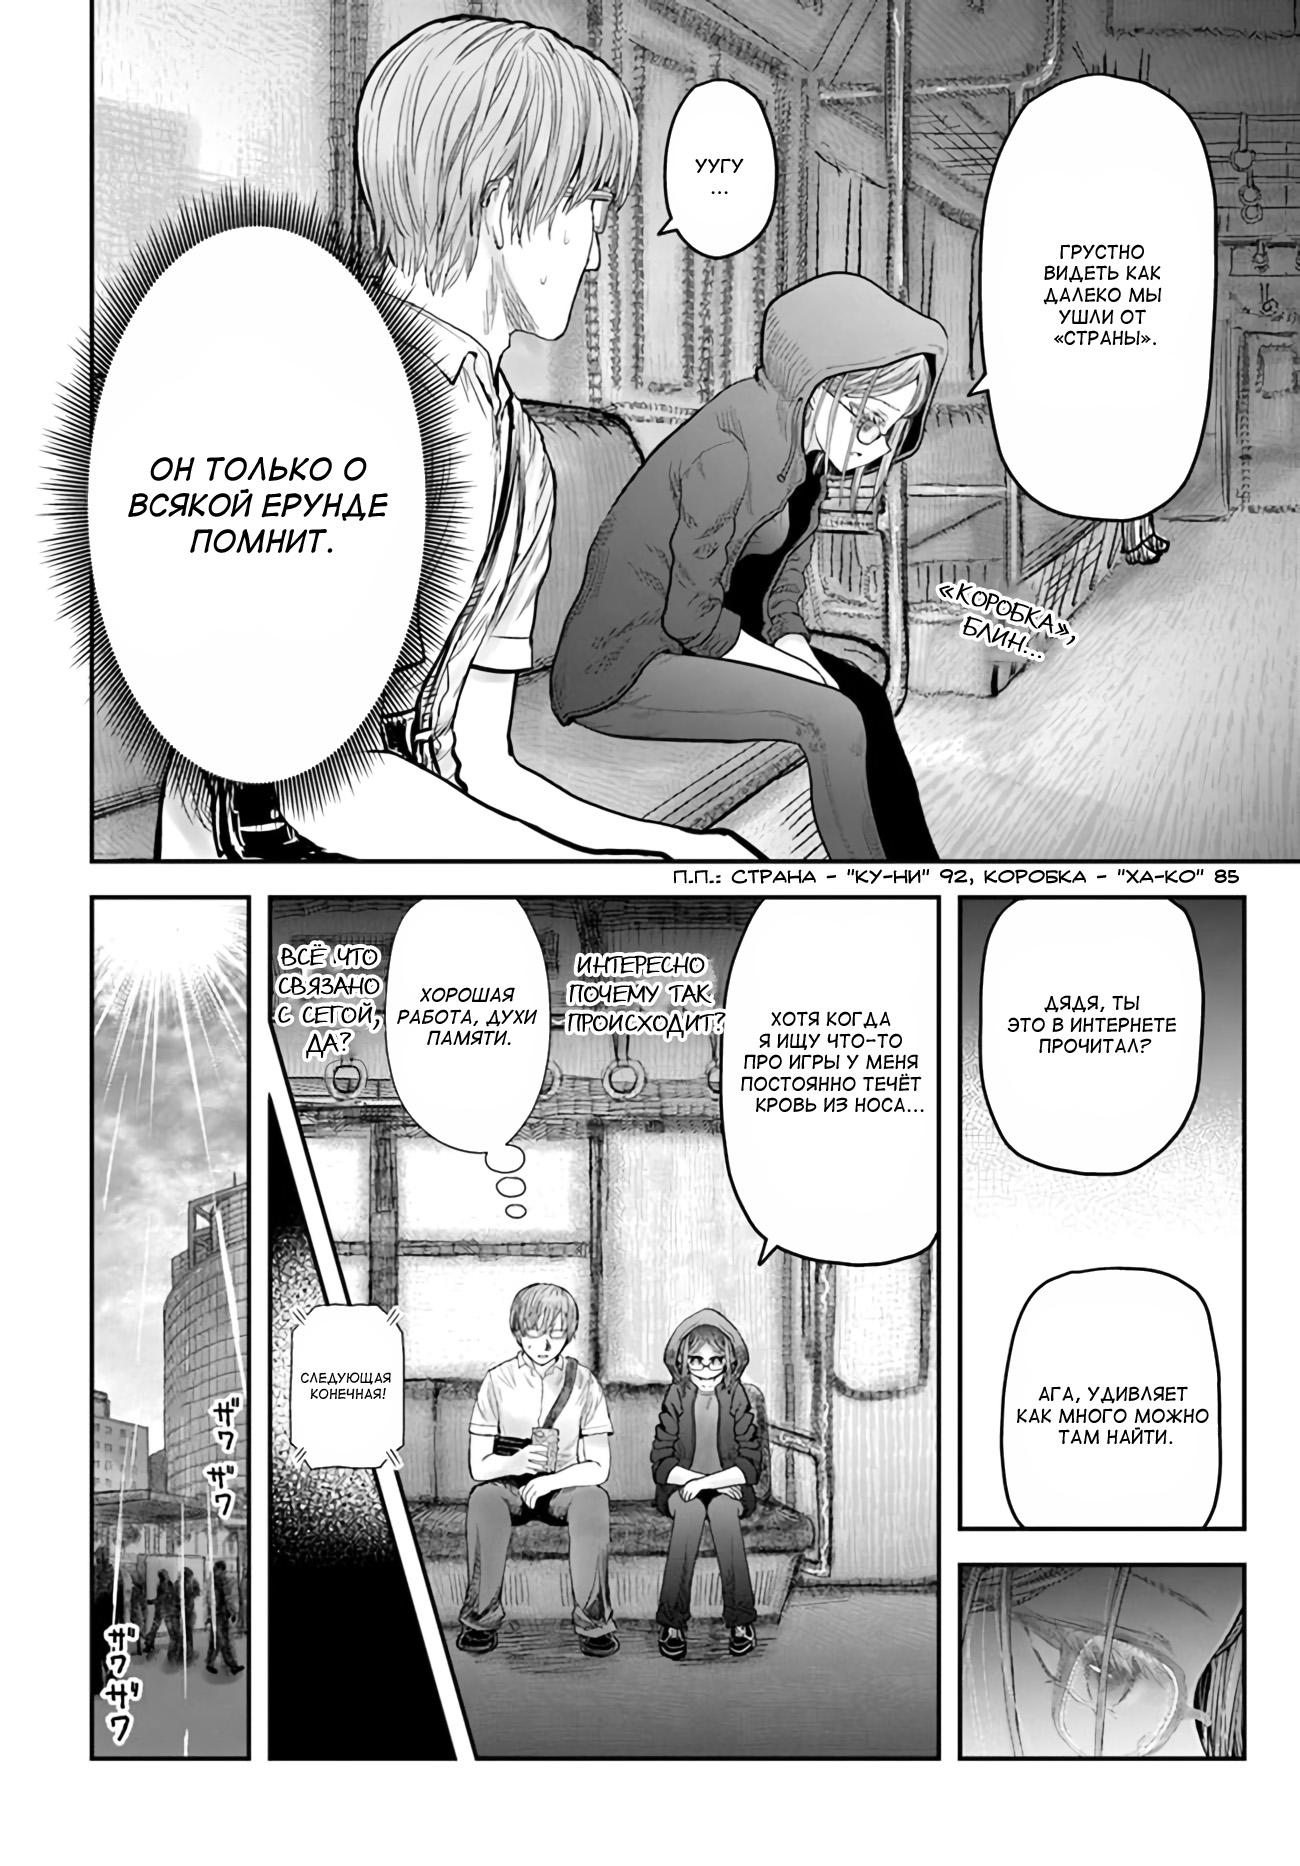 ГРУСТНО
ВИДЕТЬ КАК
ДАЛЕКО МЫ
УШЛИ ОТ
«СТРАНЫ».
УУГУ
...
«КОРОБКА»,
БЛИН...
ОН ТОЛЬКО О
ВСЯКОЙ ЕРУНДЕ
ПОМНИТ.
П.П.: СТРАНА - "КУ-НИ" 92, КОРОБКА - "ХА-КО" 85
ДЯДЯ, ТЫ
ЭТО В ИНТЕРНЕТЕ
ПРОЧИТАЛ?
АГА, УДИВЛЯЕТ
КАК МНОГО МОЖНО
ТАМ НАЙТИ.
ХОТЯ КОГДА
Я ИЩУ ЧТО-ТО
ПРО ИГРЫ У МЕНЯ
ПОСТОЯННО ТЕЧЁТ
КРОВЬ ИЗ НОСА...
ИНТЕРЕСНО
ПОЧЕМУ ТАК
ПРОИСХОДИТ?
ХОРОШАЯ
РАБОТА, ДУХИ
ПАМЯТИ.
ВСЁ ЧТО
СВЯЗАНО
С СЕГОЙ,
ДА?
СЛЕДУЮЩАЯ
КОНЕЧНАЯ!
ザワ
ザワ
ザワ
ザワ